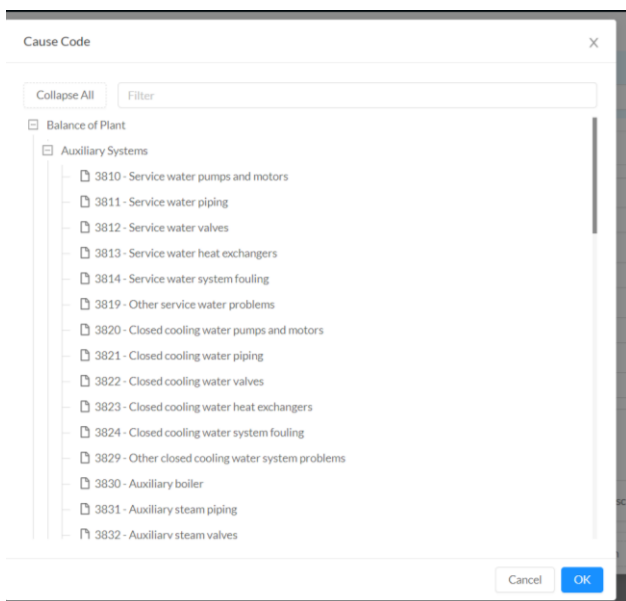 Cause Code
Collapse All
Filter
Balance of Plant
Auxiliary Systems
3810 - Service water pumps and motors
3811 - Service water piping
3812 - Service water valves
3813 - Service water heat exchangers
3814 - Service water system fouling
3819 - Other service water problems
3820 - Closed cooling water pumps and motors
3821 - Closed cooling water piping
3822 - Closed cooling water valves
3823 - Closed cooling water heat exchangers
3824 - Closed cooling water system fouling
3829 - Other closed cooling water system problems
3830 - Auxiliary boiler
3831 - Auxiliary steam piping
3832 - Auxiliary steam valves
Cancel
OK